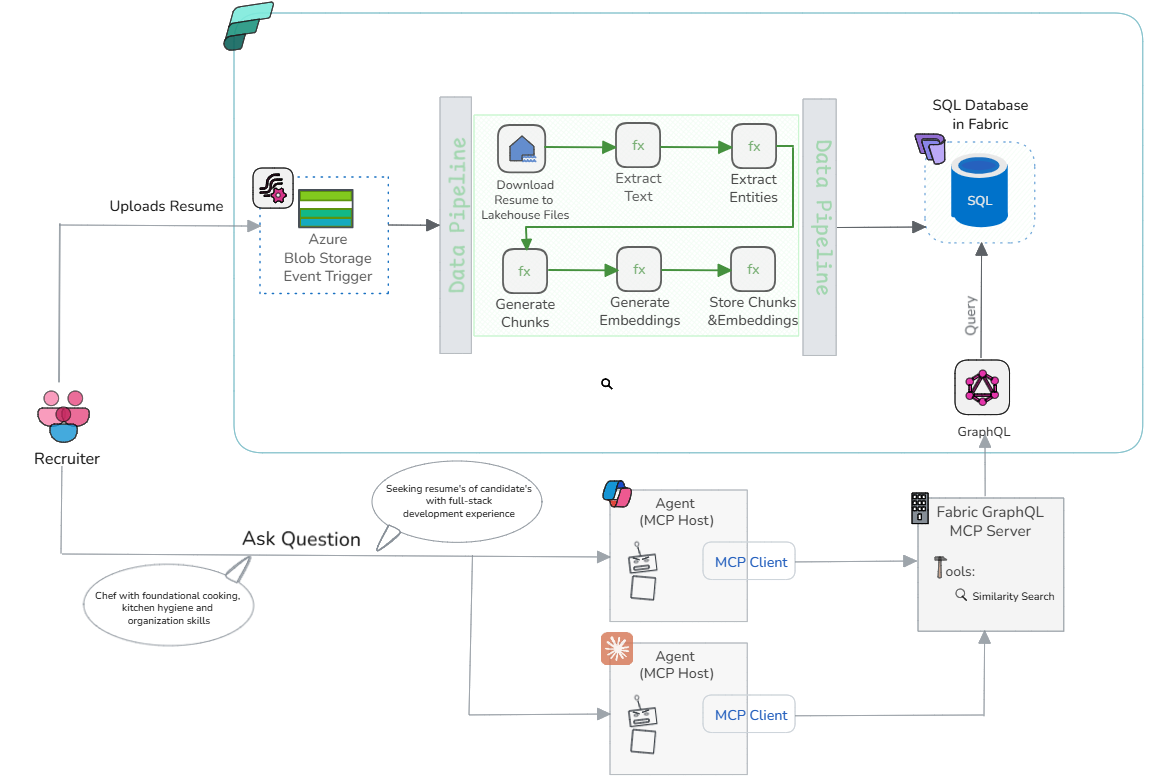 SQL Database
in Fabric
Data Pipeline
Download
Resume to
Lakehouse Files
fx
Extract
Text
fx
Extract
Entities
Data Pipeline
SQL
Uploads Resume
Azure
Blob Storage
Event Trigger
fx
Generate
Chunks
fx
Generate
Embeddings
fx
Store Chunks
&Embeddings
Query
GraphQL
Recruiter
Seeking resume's of candidate's
with full-stack
development experience
Ask Question
Chef with foundational cooking,
kitchen hygiene and
organization skills
Agent
(MCP Host)
MCP Client
Fabric GraphQL
MCP Server
Tools:
Similarity Search
Agent
(MCP Host)
MCP Client